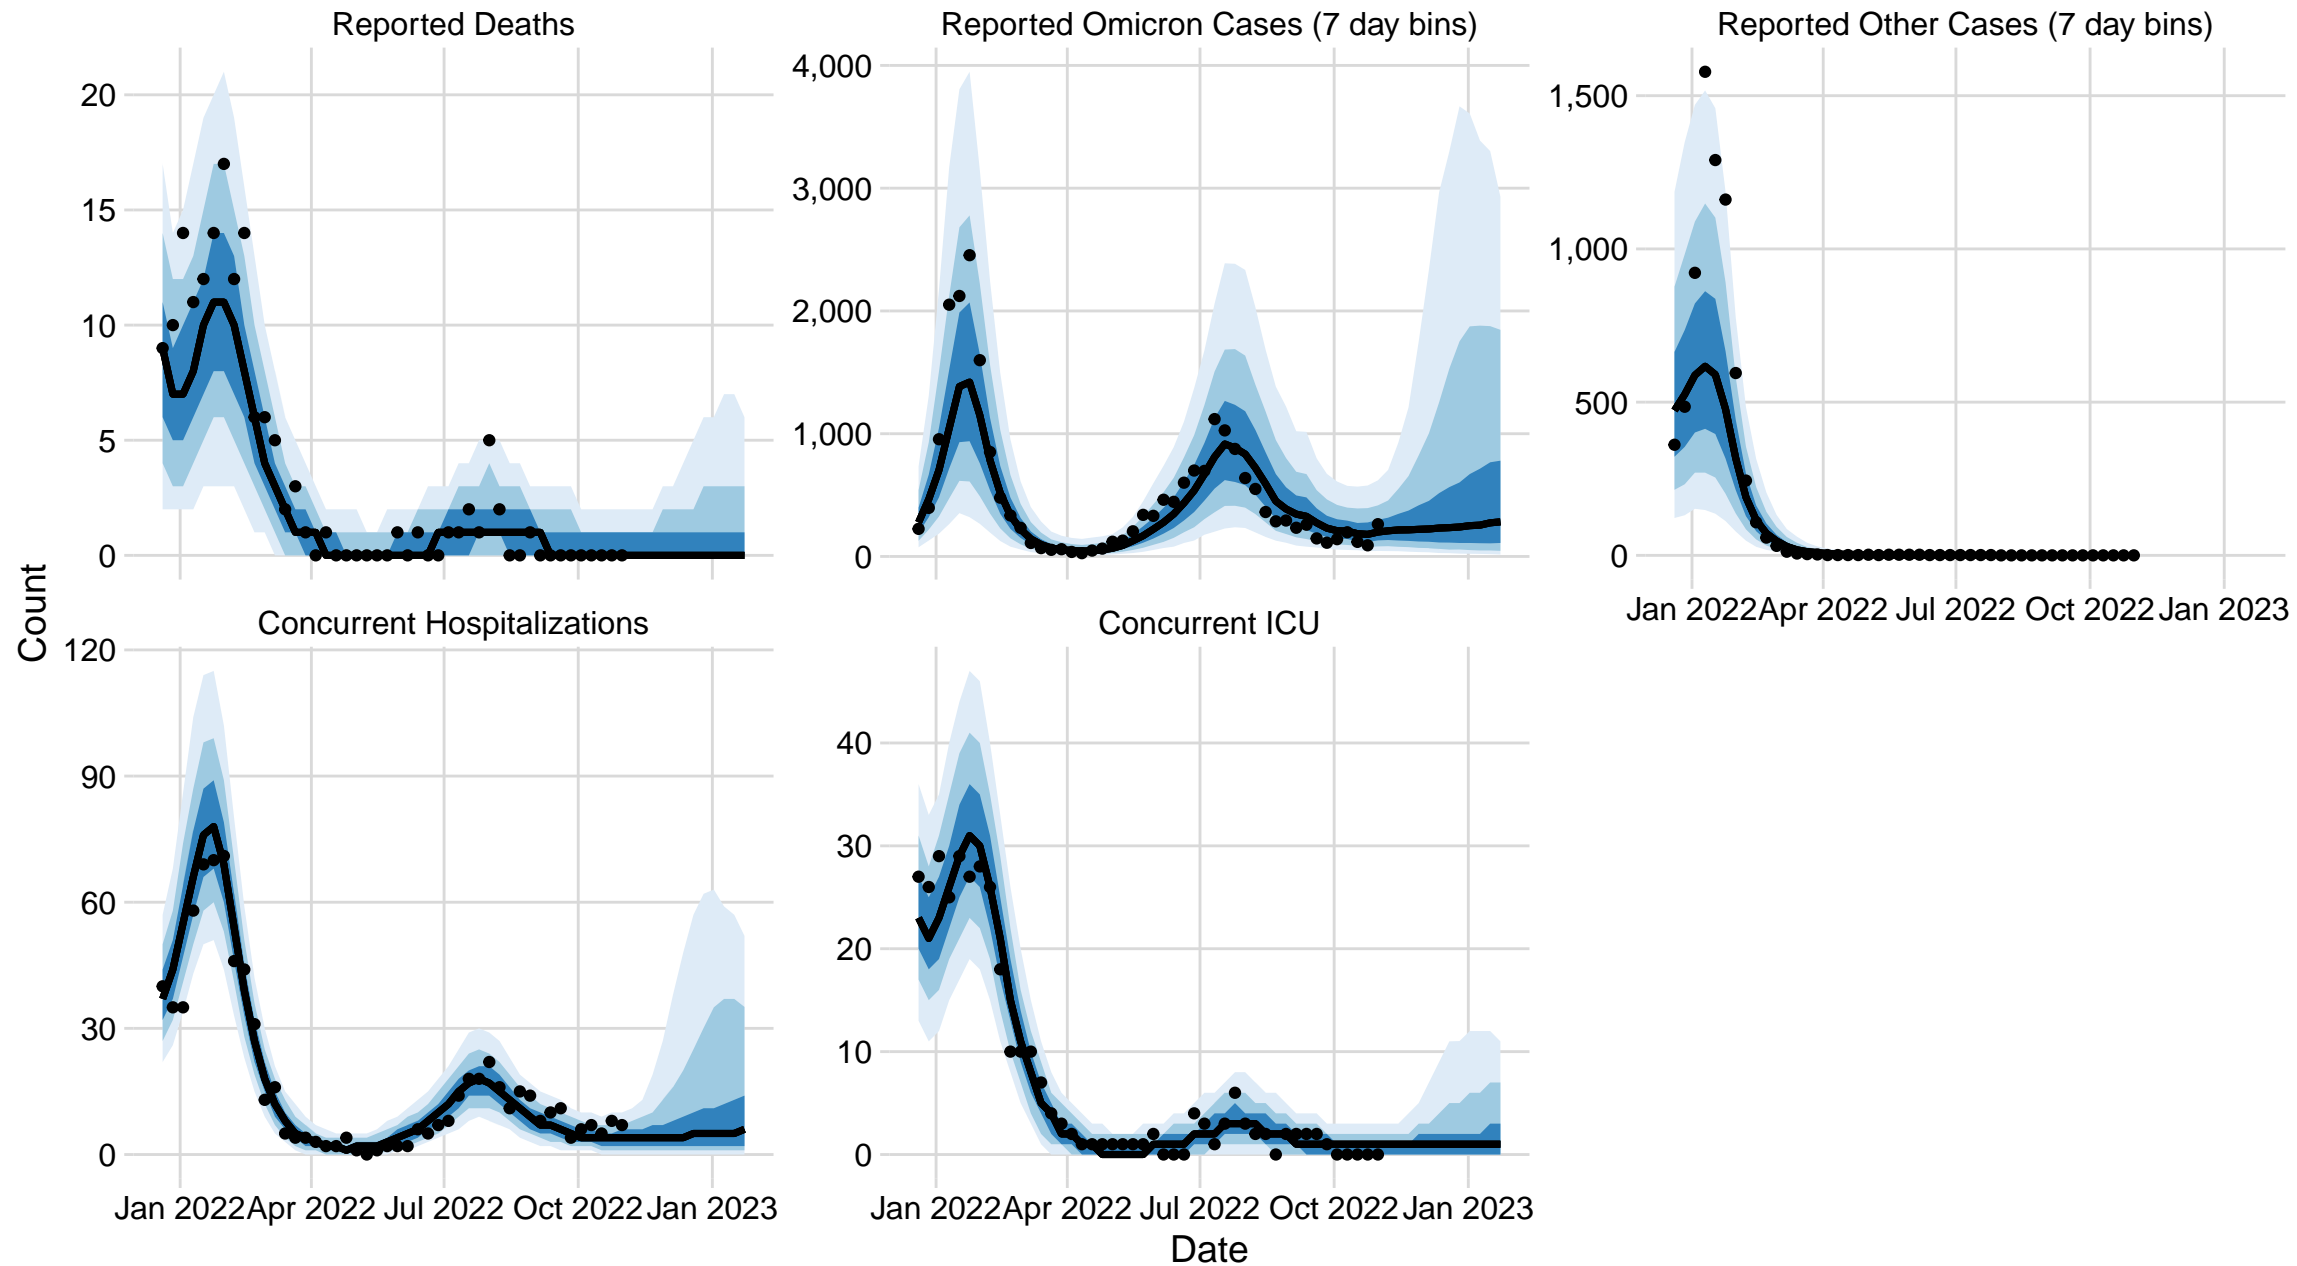 Reported Deaths
Reported Omicron Cases (7 day bins)
Reported Other Cases (7 day bins)
20
15
10
5
0
4,000
3,000
2,000
1,000
0
1,500
1,000
500
0
Jan 2022 Apr 2022 Jul 2022 Oct 2022 Jan 2023
Count
Concurrent Hospitalizations
Concurrent ICU
120
90
60
30
0
40
30
20
10
0
Jan 2022 Apr 2022 Jul 2022 Oct 2022 Jan 2023
Jan 2022 Apr 2022 Jul 2022 Oct 2022 Jan 2023
Date